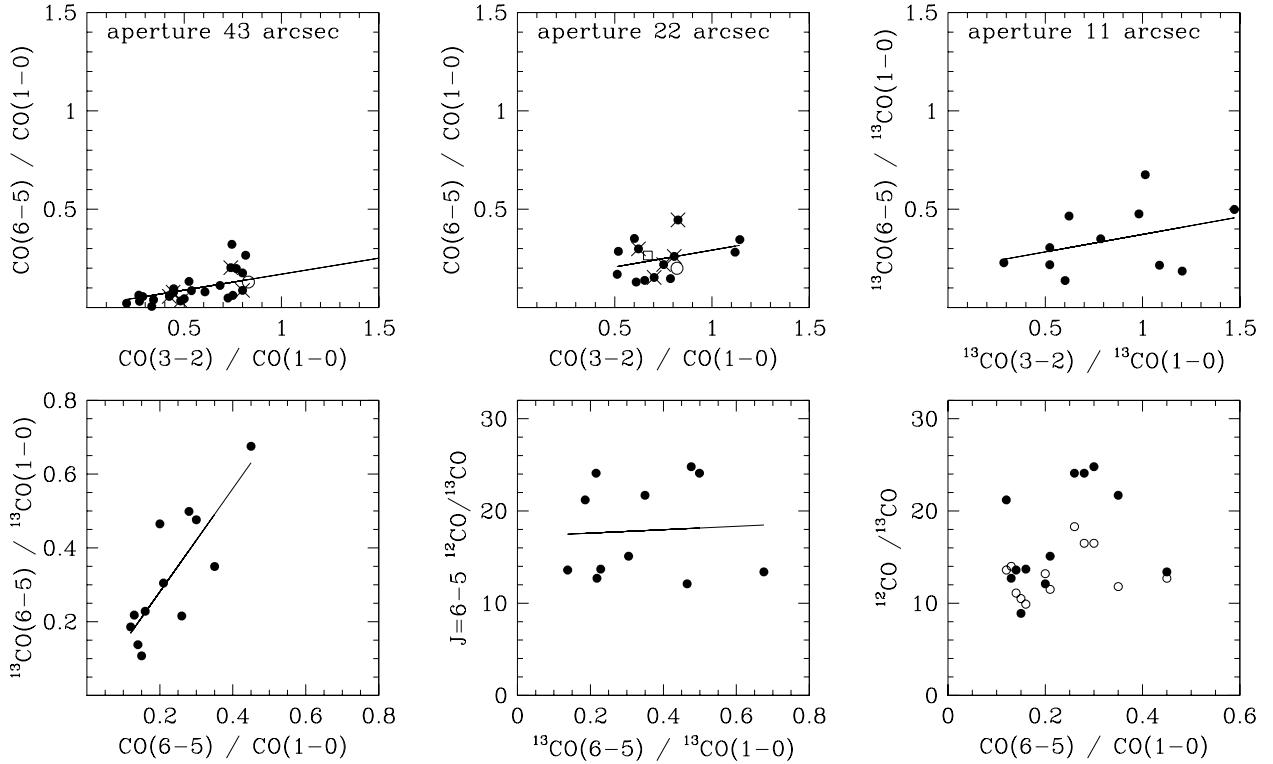 aperture 43 arcsec
CO(6−5) / CO(1−0)
1.5
1
0.5
0.5
1
1.5
CO(3−2) / CO(1−0)
aperture 22 arcsec
CO(6−5) / CO(1−0)
1.5
1
0.5
0.5
1
1.5
CO(3−2) / CO(1−0)
aperture 11 arcsec
¹³CO(6−5) / ¹³CO(1−0)
1.5
1
0.5
0.5
1
1.5
¹³CO(3−2) / ¹³CO(1−0)
¹³CO(6−5) / ¹³CO(1−0)
0.8
0.6
0.4
0.2
0.2
0.4
0.6
0.8
CO(6−5) / CO(1−0)
J=6−5 ¹²CO/¹³CO
30
20
10
0
0
0.2
0.4
0.6
0.8
¹³CO(6−5) / ¹³CO(1−0)
¹²CO /¹³CO
30
20
10
0
0
0.2
0.4
0.6
CO(6−5) / CO(1−0)